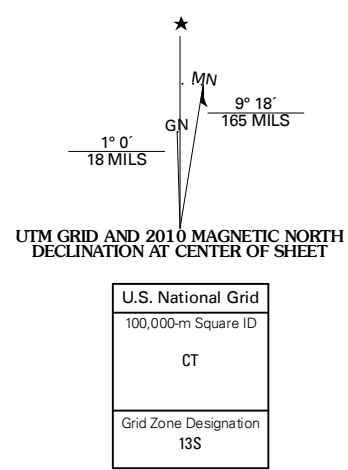 MN
9° 18´
165 MILS
GN
1° 0´
18 MILS
UTM GRID AND 2010 MAGNETIC NORTH
DECLINATION AT CENTER OF SHEET
U.S. National Grid
100,000-m Square ID
CT
Grid Zone Designation
13S